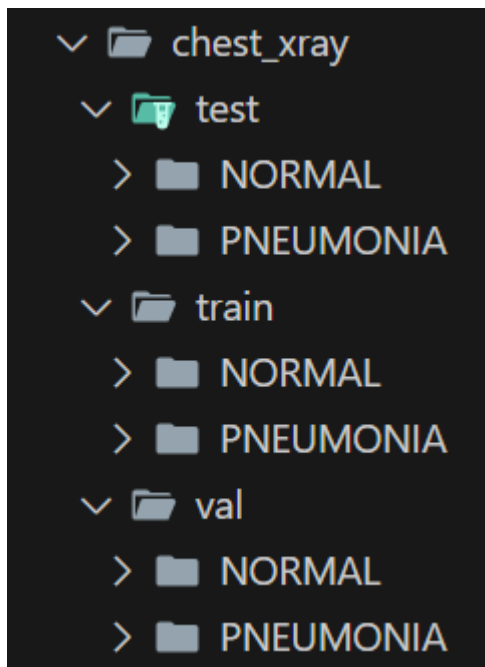 chest_xray
test
NORMAL
PNEUMONIA
train
NORMAL
PNEUMONIA
val
NORMAL
PNEUMONIA